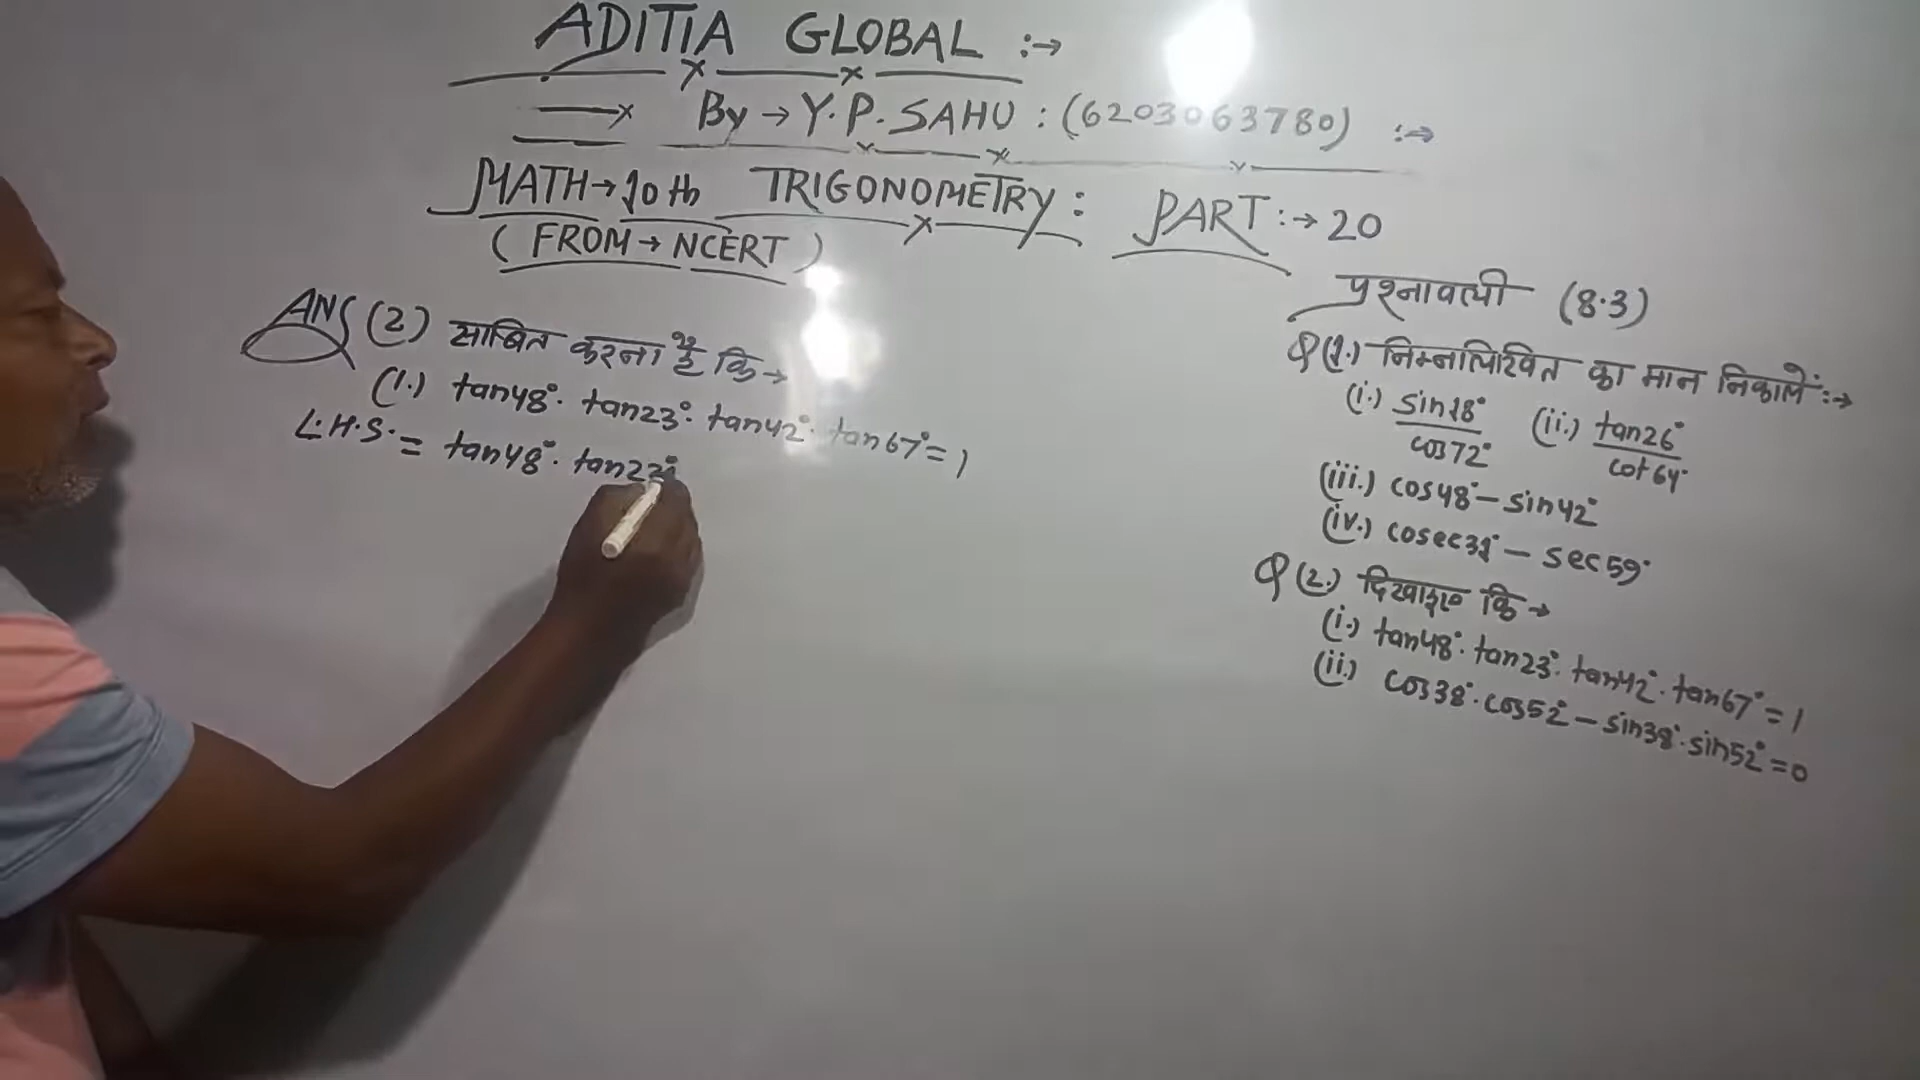 ADITIA GLOBAL :→
By → Y.P. SAHU : (6203063780) :→
MATH → 10th TRIGONOMETRY : PART :→ 20
(FROM → NCERT)
ANS (2) साबित करना है कि →
(i.) tan48°. tan23°. tan42°. tan67° = 1
L.H.S. = tan48°. tan23°
प्रश्नावली (8.3)
Q (1.) निम्नलिखित का मान निकालें :→
(i.) sin18°/cos72° (ii.) tan26°/cot64°
(iii.) cos48° – sin42°
(iv.) cosec31° – sec59°
Q (2.) दिखाइए कि →
(i.) tan48°. tan23°. tan42°. tan67° = 1
(ii.) cos38°. cos52° – sin38°. sin52° = 0